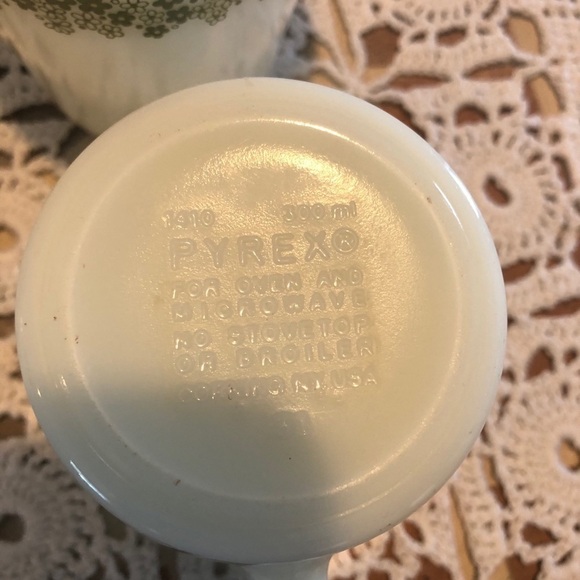 1410 300 ml
PYREX®
FOR OVEN AND
MICROWAVE
NO STOVETOP
OR BROILER
CORNING N.Y. USA